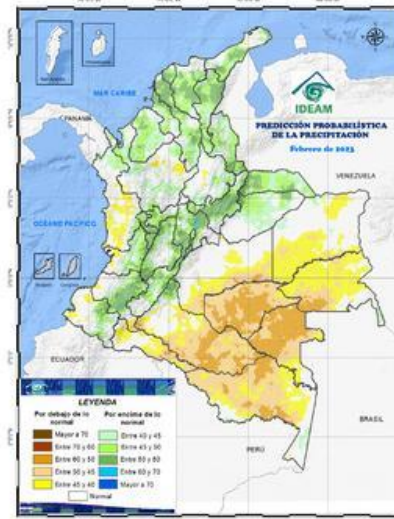 MAR CARIBE
PANAMÁ
IDEAM
PREDICCIÓN PROBABILÍSTICA
DE LA PRECIPITACIÓN
Febrero de 2023
VENEZUELA
OCÉANO PACÍFICO
ECUADOR
BRASIL
PERÚ
LEYENDA
Por debajo de lo
normal
Por encima de lo
normal
Mayor a 70
Entre 40 y 45
Entre 70 y 60
Entre 45 y 50
Entre 60 y 50
Entre 50 y 60
Entre 50 y 45
Entre 60 y 70
Entre 45 y 40
Mayor a 70
Normal